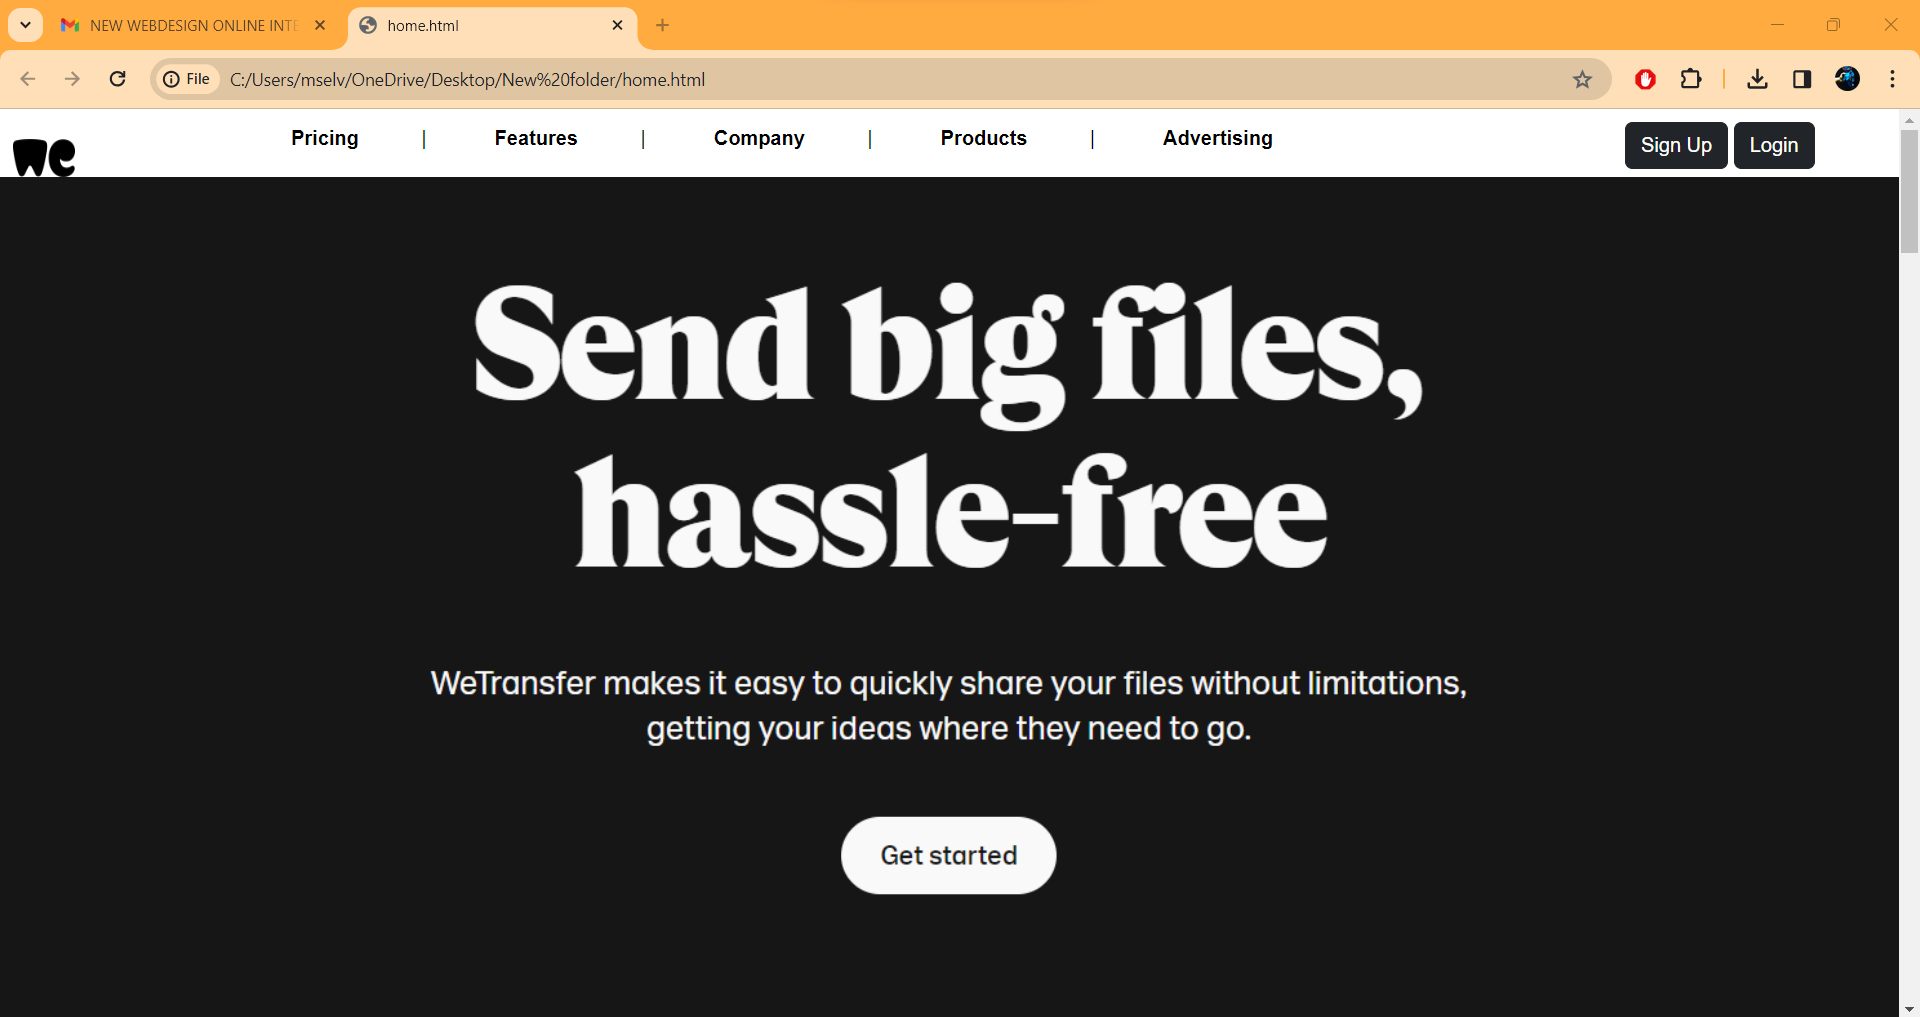 NEW WEBDESIGN ONLINE INTE
home.html
File
C:/Users/mselv/OneDrive/Desktop/New%20folder/home.html
we
Pricing | Features | Company | Products | Advertising
Sign Up
Login
Send big files,
hassle-free
WeTransfer makes it easy to quickly share your files without limitations,
getting your ideas where they need to go.
Get started